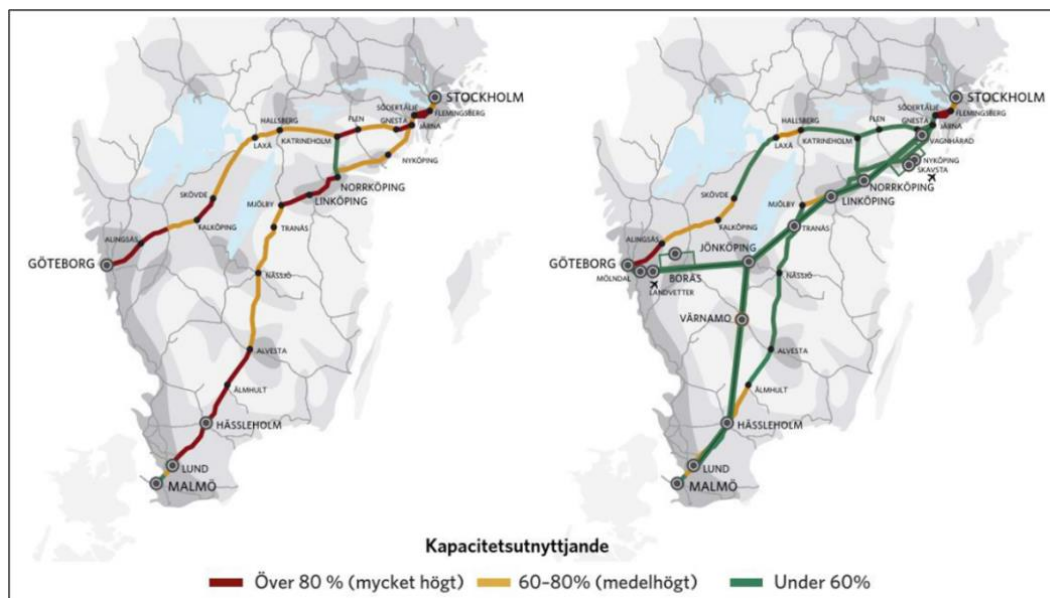 STOCKHOLM
SÖDERTÄLJE
FLEMINGSBERG
HALLSBERG
FLEN
GNESTA
JÄRNA
LAXÅ
KATRINEHOLM
NYKÖPING
SKÖVDE
NORRKÖPING
MJÖLBY
LINKÖPING
FALKÖPING
ALINGSÅS
TRANÅS
GÖTEBORG
NÄSSJÖ
ALVESTA
ÄLMHULT
HÄSSLEHOLM
LUND
MALMÖ
STOCKHOLM
SÖDERTÄLJE
FLEMINGSBERG
HALLSBERG
FLEN
GNESTA
JÄRNA
VAGNHÄRAD
LAXÅ
KATRINEHOLM
NYKÖPING
SKAVSTA
SKÖVDE
NORRKÖPING
MJÖLBY
LINKÖPING
FALKÖPING
ALINGSÅS
TRANÅS
JÖNKÖPING
GÖTEBORG
MÖLNDAL
BORÅS
LANDVETTER
NÄSSJÖ
VÄRNAMO
ALVESTA
ÄLMHULT
HÄSSLEHOLM
LUND
MALMÖ
Kapacitetsutnyttjande
Över 80 % (mycket högt)
60–80% (medelhögt)
Under 60%